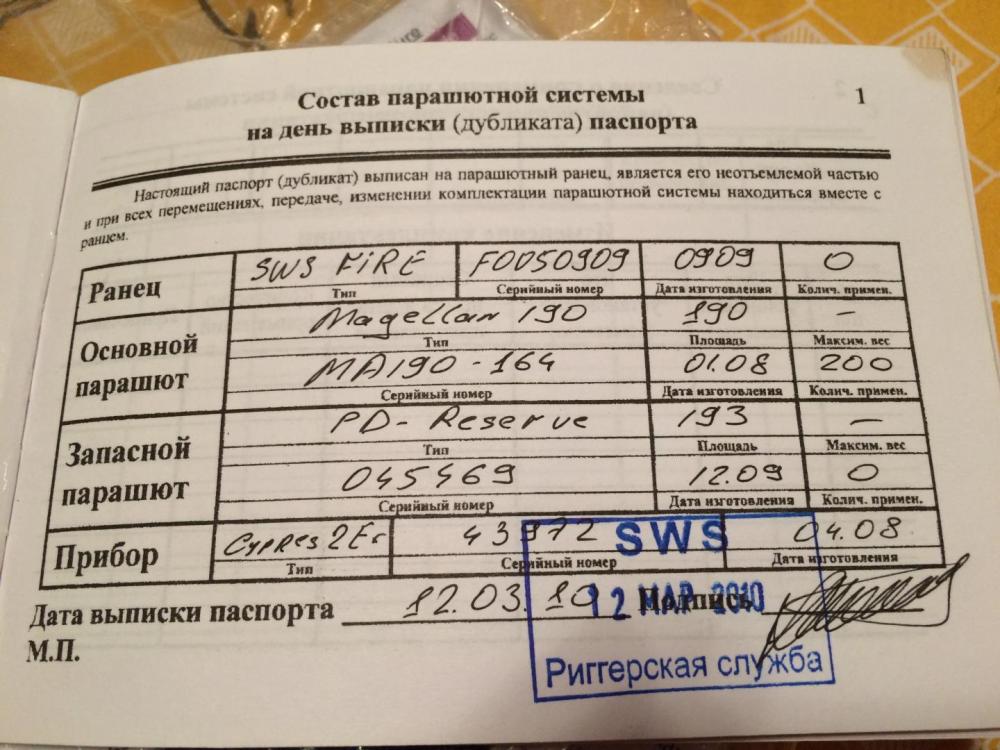 Состав парашютной системы 1
на день выписки (дубликата) паспорта
Настоящий паспорт (дубликат) выписан на парашютный ранец, является его неотъемлемой частью
и при всех перемещениях, передаче, изменении комплектации парашютной системы находиться вместе с
ранцем.
Ранец SWS FIRE F0050909 0909 0
Тип Серийный номер Дата изготовления Колич. примен.
Основной парашют Magellan 190 190 –
Тип Площадь Максим. вес
MA190-164 01.08 200
Серийный номер Дата изготовления Колич. примен.
Запасной парашют PD-Reserve 193 –
Тип Площадь Максим. вес
045469 12.09 0
Серийный номер Дата изготовления Колич. примен.
Прибор Cypres 2E 43972 04.08
Тип Серийный номер Дата изготовления
SWS
Дата выписки паспорта 12.03.10 Подпись
12 МАР 2010
М.П.
Риггерская служба